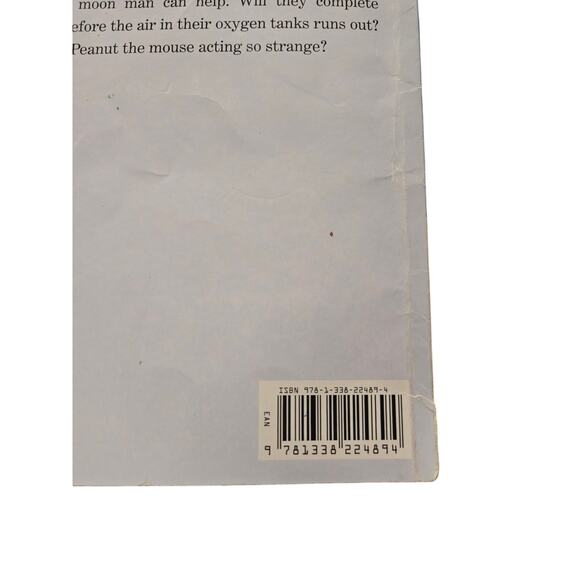 moon man can help. Will they complete
efore the air in their oxygen tanks runs out?
Peanut the mouse acting so strange?
ISBN 978-1-338-22489-4
EAN
9 781338 224894